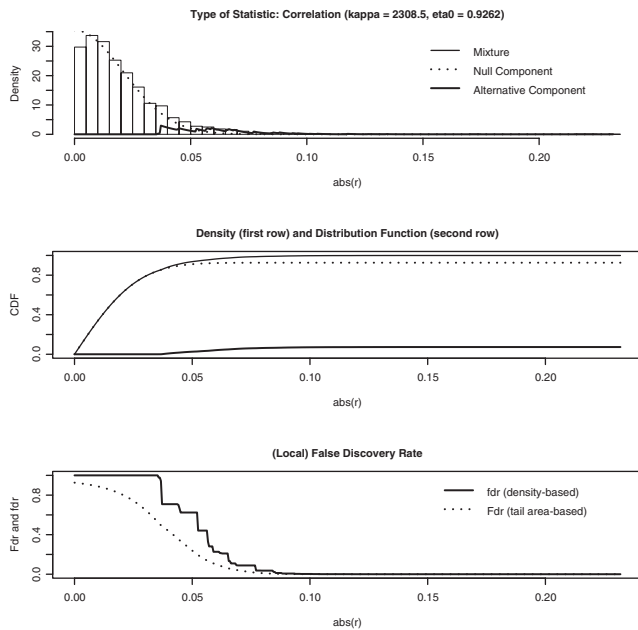 Type of Statistic: Correlation (kappa = 2308.5, eta0 = 0.9262)
Density
30
20
10
0
Mixture
Null Component
Alternative Component
0.00 0.05 0.10 0.15 0.20
abs(r)
Density (first row) and Distribution Function (second row)
CDF
0.8
0.4
0.0
0.00 0.05 0.10 0.15 0.20
abs(r)
(Local) False Discovery Rate
Fdr and fdr
0.8
0.4
0.0
fdr (density-based)
Fdr (tail area-based)
0.00 0.05 0.10 0.15 0.20
abs(r)